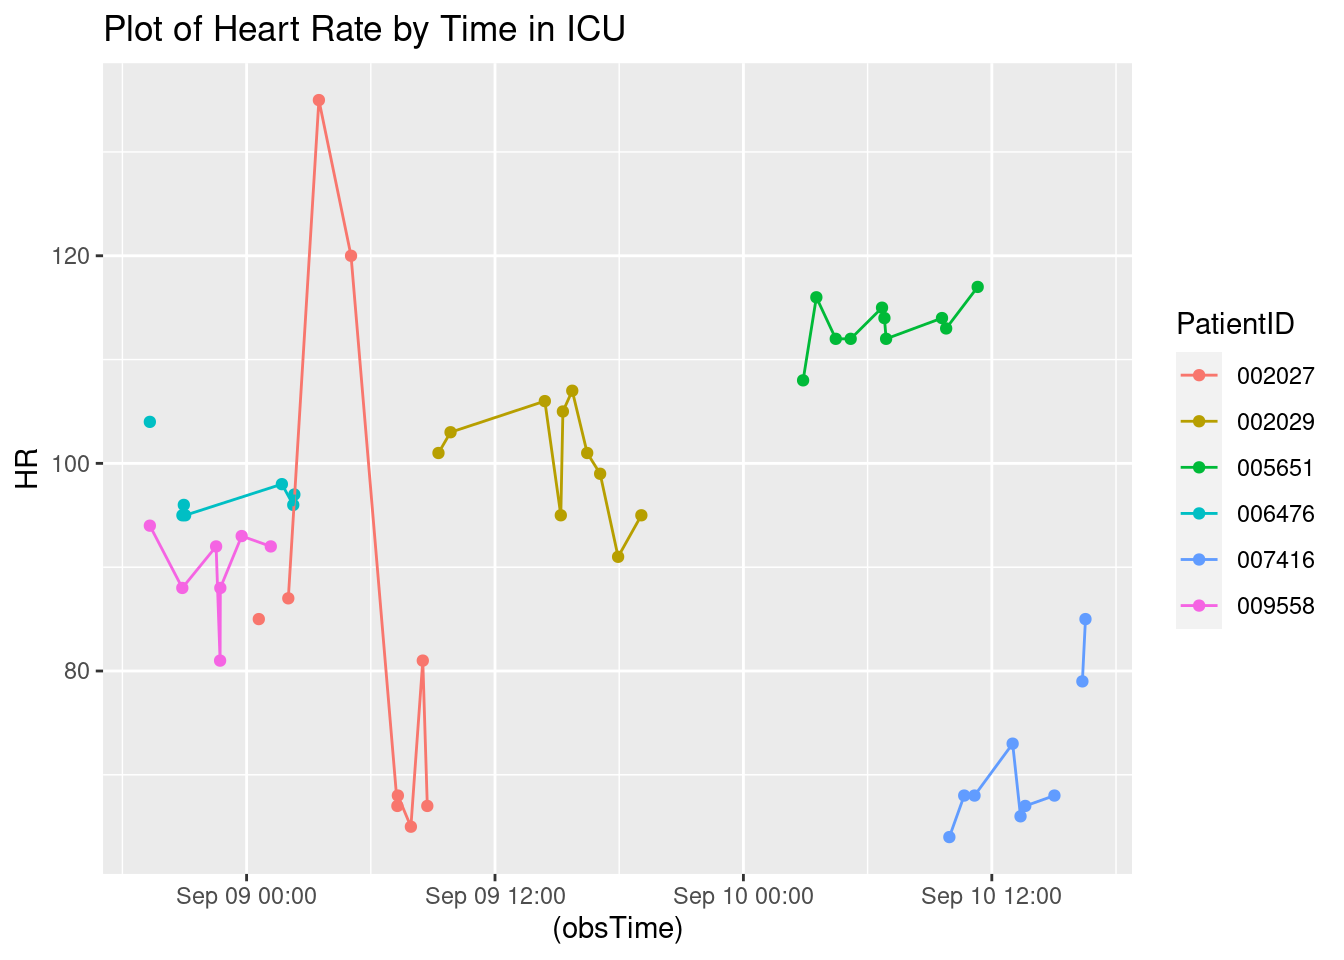 Plot of Heart Rate by Time in ICU
HR
120
100
80
Sep 09 00:00
Sep 09 12:00
Sep 10 00:00
Sep 10 12:00
(obsTime)
PatientID
002027
002029
005651
006476
007416
009558